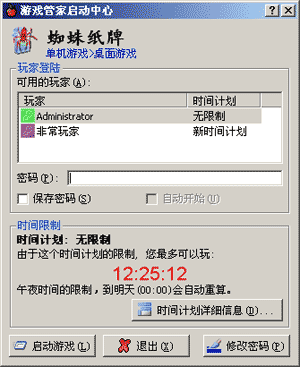 游戏管家启动中心
蜘蛛纸牌
单机游戏>桌面游戏
玩家登陆
可用的玩家(A):
玩家 时间计划
Administrator 无限制
非常玩家 新时间计划
密码(P):
保存密码(S) 自动开始(U)
时间限制
时间计划: 无限制
由于这个时间计划的限制, 您最多可以玩:
12:25:12
午夜时间的限制, 到明天(00:00)会自动重算。
时间计划详细信息(D)...
启动游戏(L) 退出(X) 修改密码(P)